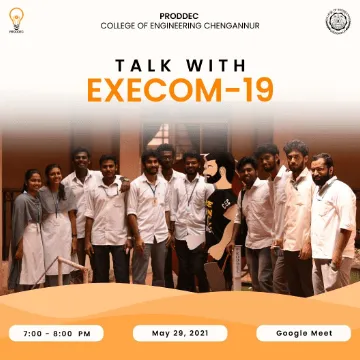 PRODDEC
PRODDEC
COLLEGE OF ENGINEERING CHENGANNUR
TALK WITH
EXECOM-19
7:00 - 8:00 PM
May 29, 2021
Google Meet